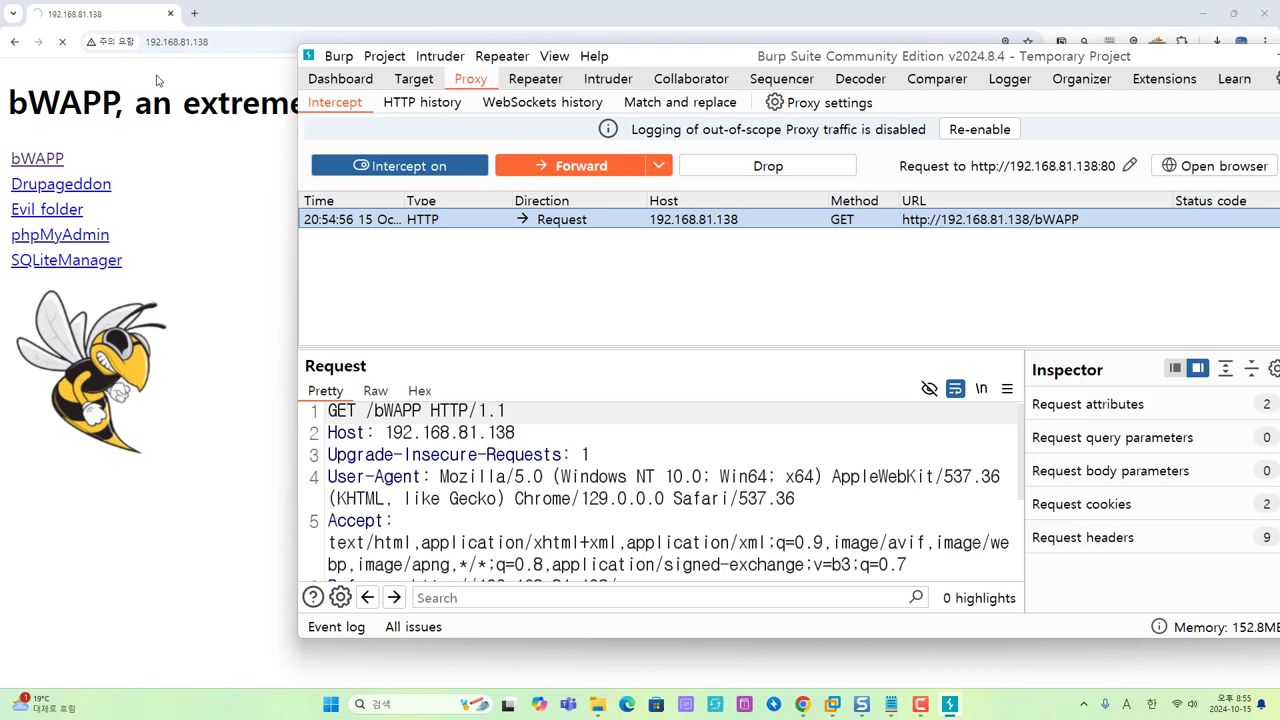 192.168.81.138
주의 요함 192.168.81.138
bWAPP, an extreme
bWAPP
Drupageddon
Evil folder
phpMyAdmin
SQLiteManager
Burp Project Intruder Repeater View Help Burp Suite Community Edition v2024.8.4 - Temporary Project
Dashboard Target Proxy Repeater Intruder Collaborator Sequencer Decoder Comparer Logger Organizer Extensions Learn
Intercept HTTP history WebSockets history Match and replace Proxy settings
Logging of out-of-scope Proxy traffic is disabled Re-enable
Intercept on Forward Drop Request to http://192.168.81.138:80 Open browser
Time Type Direction Host Method URL Status code
20:54:56 15 Oc... HTTP Request 192.168.81.138 GET http://192.168.81.138/bWAPP
Request
Pretty Raw Hex \n
1 GET /bWAPP HTTP/1.1
2 Host: 192.168.81.138
3 Upgrade-Insecure-Requests: 1
4 User-Agent: Mozilla/5.0 (Windows NT 10.0; Win64; x64) AppleWebKit/537.36
(KHTML, like Gecko) Chrome/129.0.0.0 Safari/537.36
5 Accept:
text/html,application/xhtml+xml,application/xml;q=0.9,image/avif,image/we
bp,image/apng,*/*;q=0.8,application/signed-exchange;v=b3;q=0.7
Search 0 highlights
Inspector
Request attributes 2
Request query parameters 0
Request body parameters 0
Request cookies 2
Request headers 9
Event log All issues Memory: 152.8ME
1 19°C
대체로 흐림
검색
A 한
오후 8:55
2024-10-15